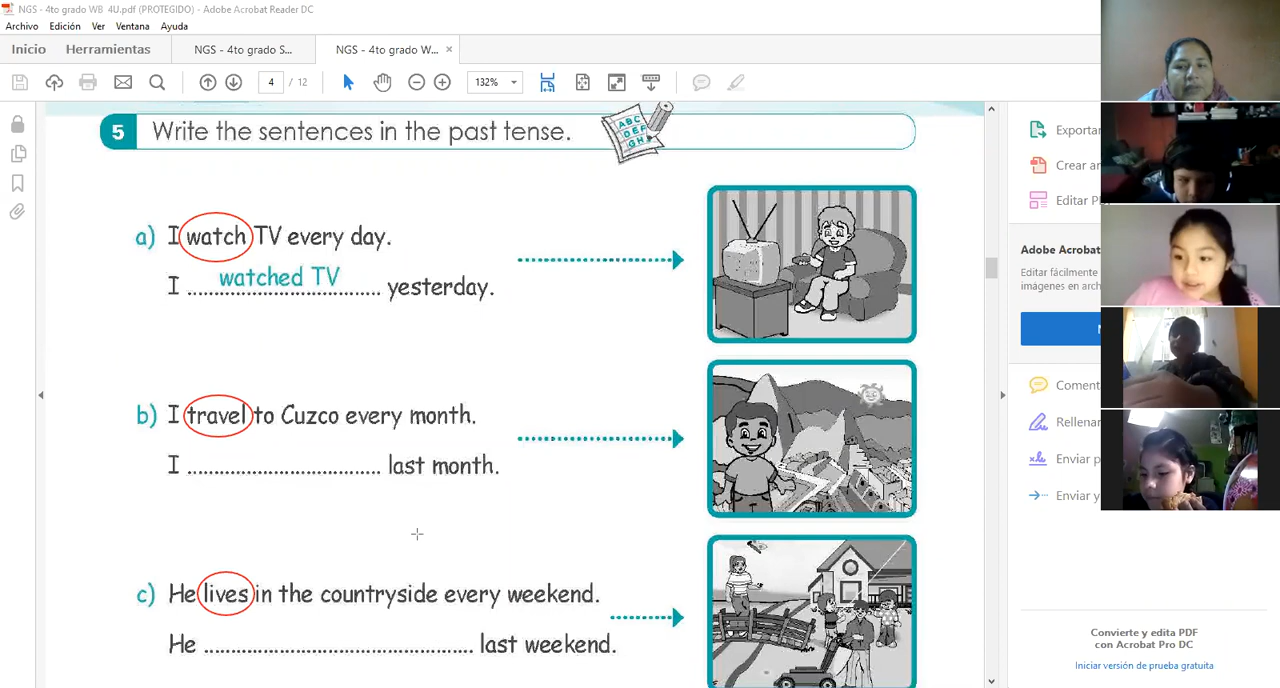 NGS - 4to grado WB 4U.pdf (PROTEGIDO) - Adobe Acrobat Reader DC
Archivo Edición Ver Ventana Ayuda
Inicio Herramientas NGS - 4to grado S... NGS - 4to grado W... ×
4 / 12 132%
5 Write the sentences in the past tense.
ABC
DEF
GH
a) I watch TV every day.
watched TV
I ........................................ yesterday.
b) I travel to Cuzco every month.
I ........................................ last month.
c) He lives in the countryside every weekend.
He ........................................................ last weekend.
Exportar
Crear ar
Editar P
Adobe Acrobat
Editar fácilmente
imágenes en arch
Coment
Rellenar
Enviar p
Enviar y
Convierte y edita PDF
con Acrobat Pro DC
Iniciar versión de prueba gratuita